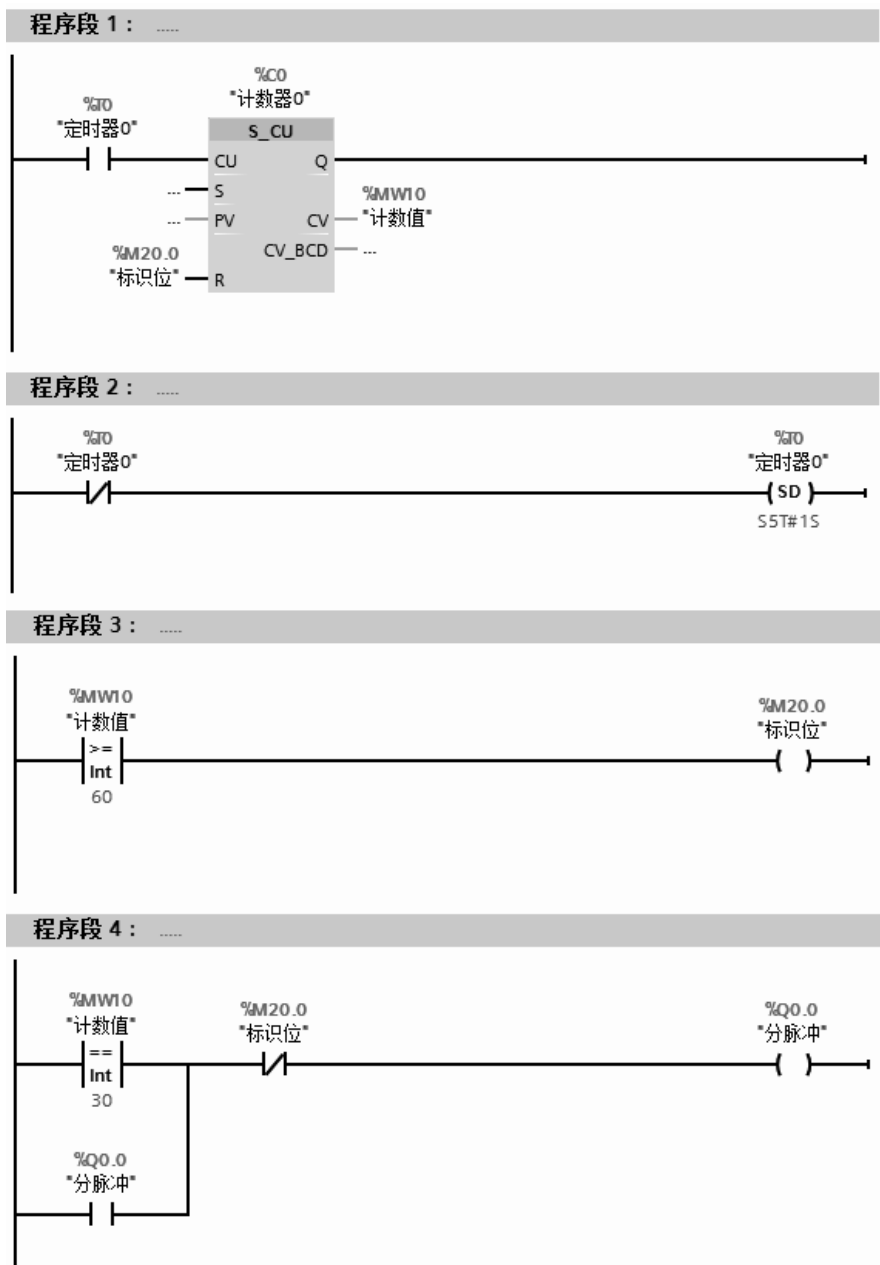 程序段 1： .....
%C0
"计数器0"
%T0
"定时器0"
S_CU
CU Q
... S
%MW10
... PV CV "计数值"
%M20.0
CV_BCD ...
"标识位" R
程序段 2： .....
%T0 %T0
"定时器0" "定时器0"
SD
S5T#1S
程序段 3： .....
%MW10
"计数值"
%M20.0
"标识位"
>=
Int
60
程序段 4： .....
%MW10
"计数值"
%M20.0 %Q0.0
"标识位" "分脉冲"
==
Int
30
%Q0.0
"分脉冲"